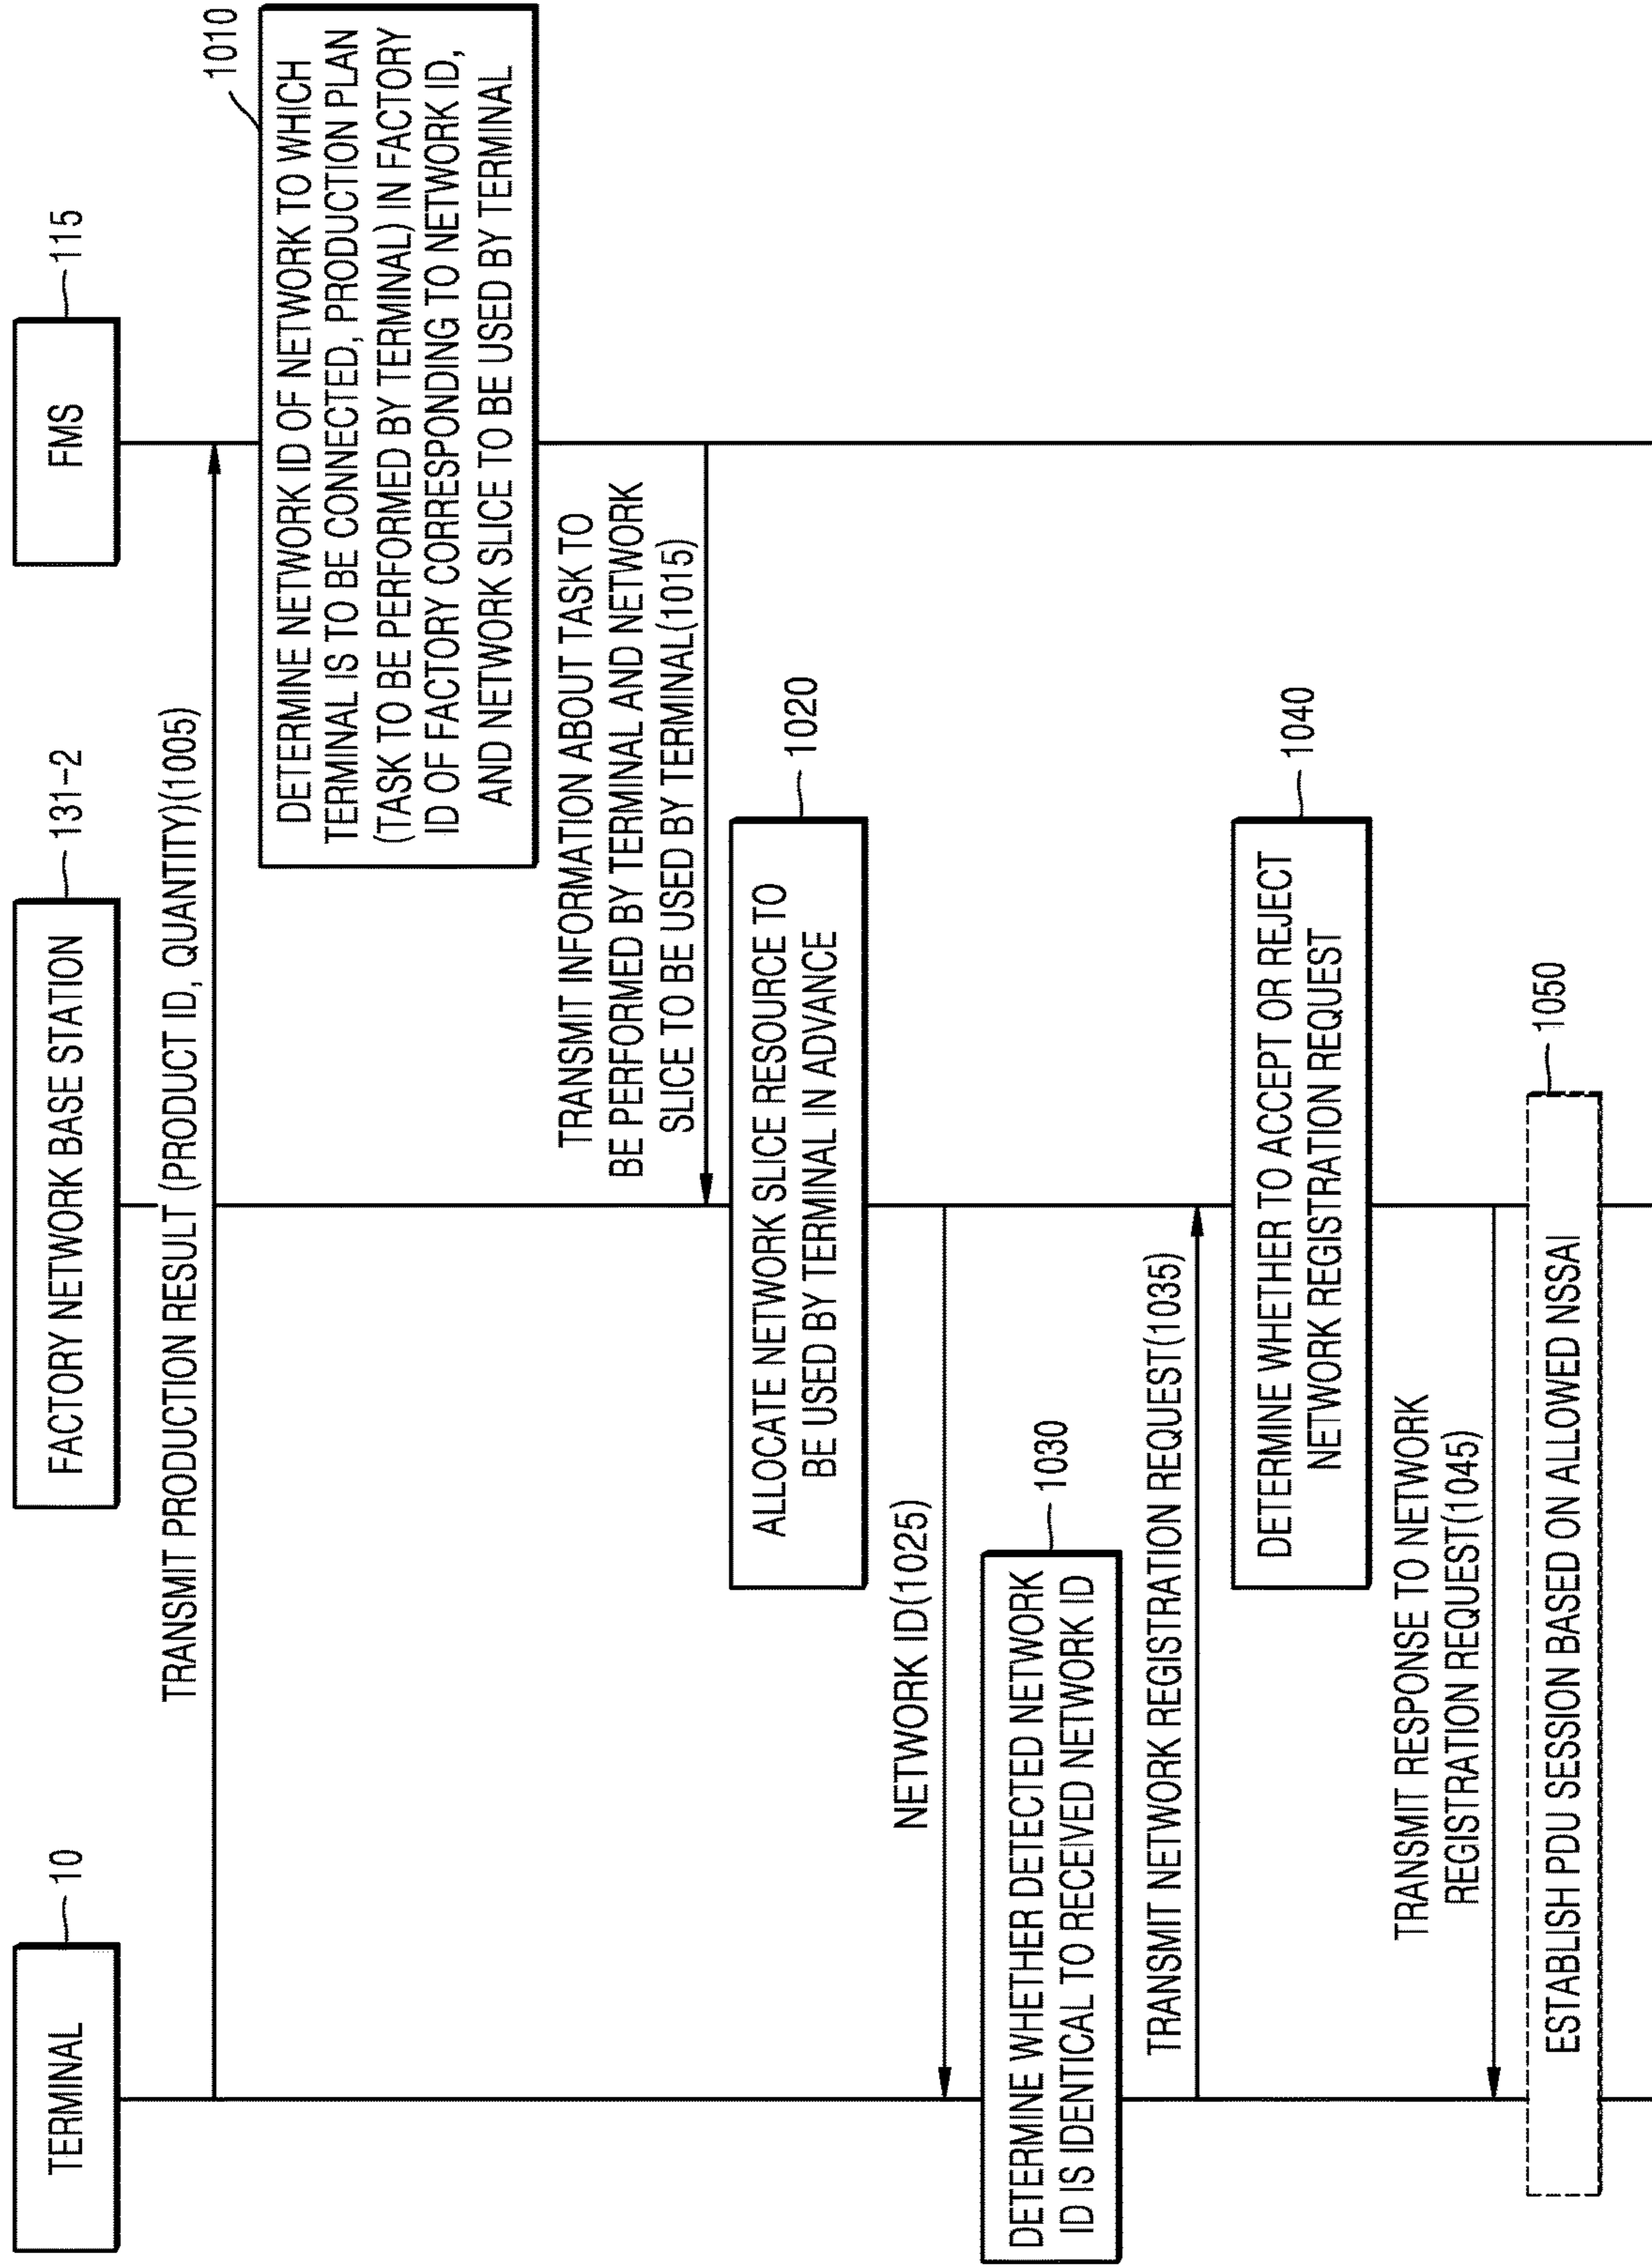 TERMINAL
10
FACTORY NETWORK BASE STATION
131-2
FMS
115
TRANSMIT PRODUCTION RESULT (PRODUCT ID, QUANTITY)(1005)
1010
DETERMINE NETWORK ID OF NETWORK TO WHICH
TERMINAL IS TO BE CONNECTED, PRODUCTION PLAN
(TASK TO BE PERFORMED BY TERMINAL) IN FACTORY
ID OF FACTORY CORRESPONDING TO NETWORK ID,
AND NETWORK SLICE TO BE USED BY TERMINAL
TRANSMIT INFORMATION ABOUT TASK TO
BE PERFORMED BY TERMINAL AND NETWORK
SLICE TO BE USED BY TERMINAL(1015)
1020
ALLOCATE NETWORK SLICE RESOURCE TO
BE USED BY TERMINAL IN ADVANCE
NETWORK ID(1025)
1030
DETERMINE WHETHER DETECTED NETWORK
ID IS IDENTICAL TO RECEIVED NETWORK ID
TRANSMIT NETWORK REGISTRATION REQUEST(1035)
1040
DETERMINE WHETHER TO ACCEPT OR REJECT
NETWORK REGISTRATION REQUEST
TRANSMIT RESPONSE TO NETWORK
REGISTRATION REQUEST(1045)
1050
ESTABLISH PDU SESSION BASED ON ALLOWED NSSAI